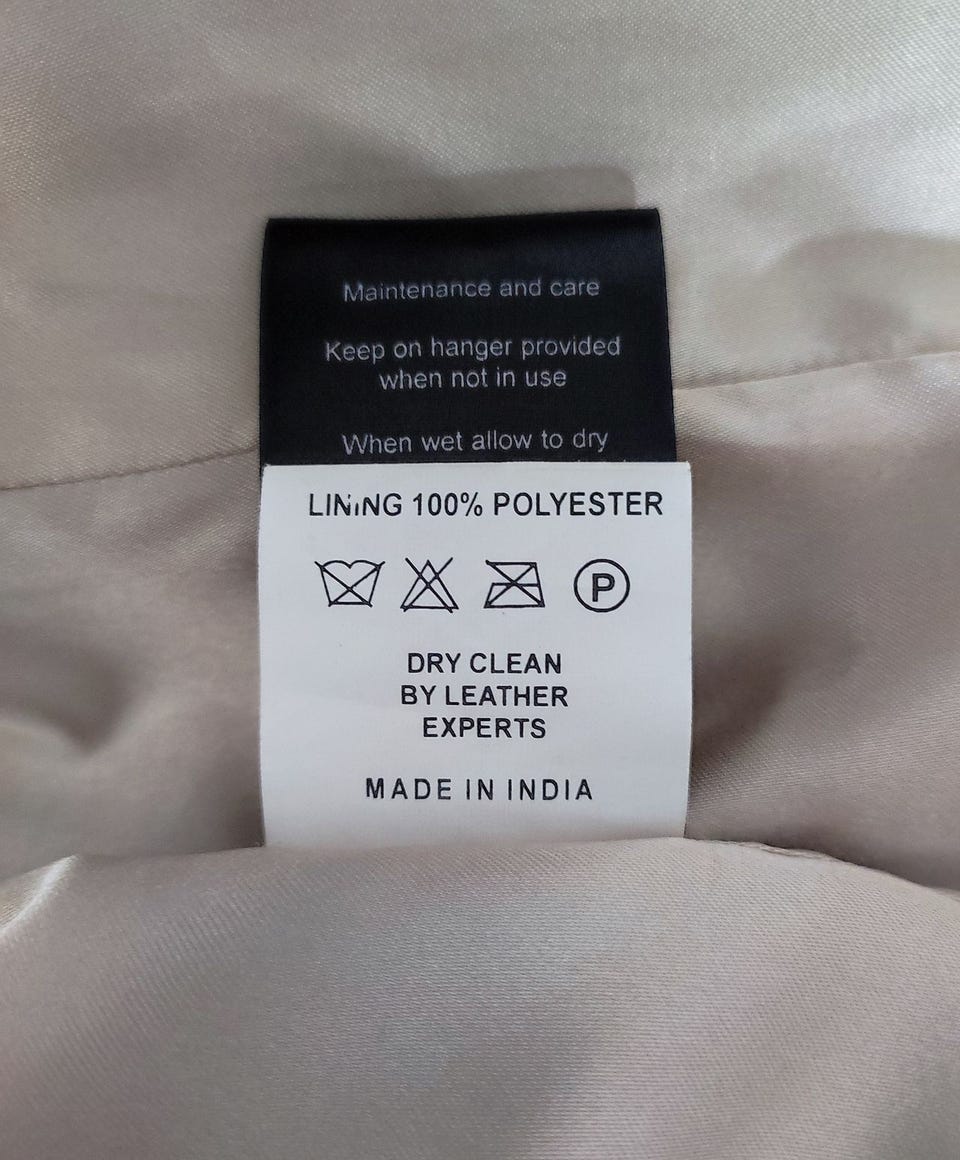 Maintenance and care
Keep on hanger provided
when not in use
When wet allow to dry
LINING 100% POLYESTER
P
DRY CLEAN
BY LEATHER
EXPERTS
MADE IN INDIA